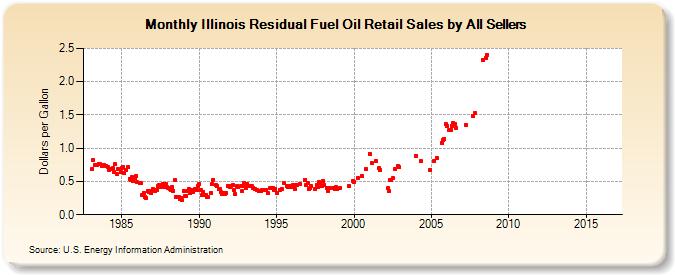 Monthly Illinois Residual Fuel Oil Retail Sales by All Sellers
Dollars per Gallon
2.5
2.0
1.5
1.0
0.5
0.0
1985 1990 1995 2000 2005 2010 2015
Source: U.S. Energy Information Administration